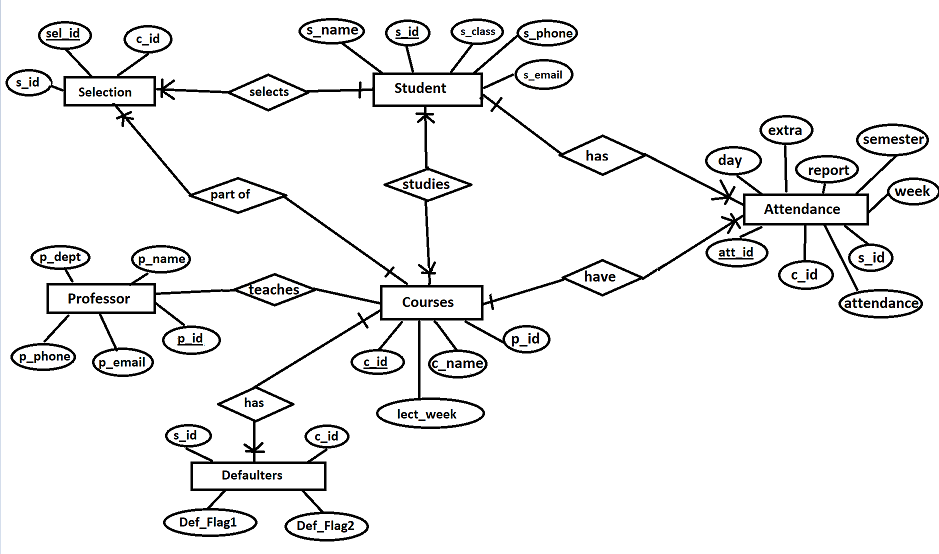 sel_id
c_id
s_id
Selection
selects
s_name
s_id
s_class
s_phone
s_email
Student
has
day
extra
report
semester
week
Attendance
att_id
c_id
s_id
attendance
part of
studies
p_dept
p_name
Professor
p_phone
p_email
p_id
teaches
Courses
have
c_id
c_name
p_id
lect_week
has
s_id
c_id
Defaulters
Def_Flag1
Def_Flag2